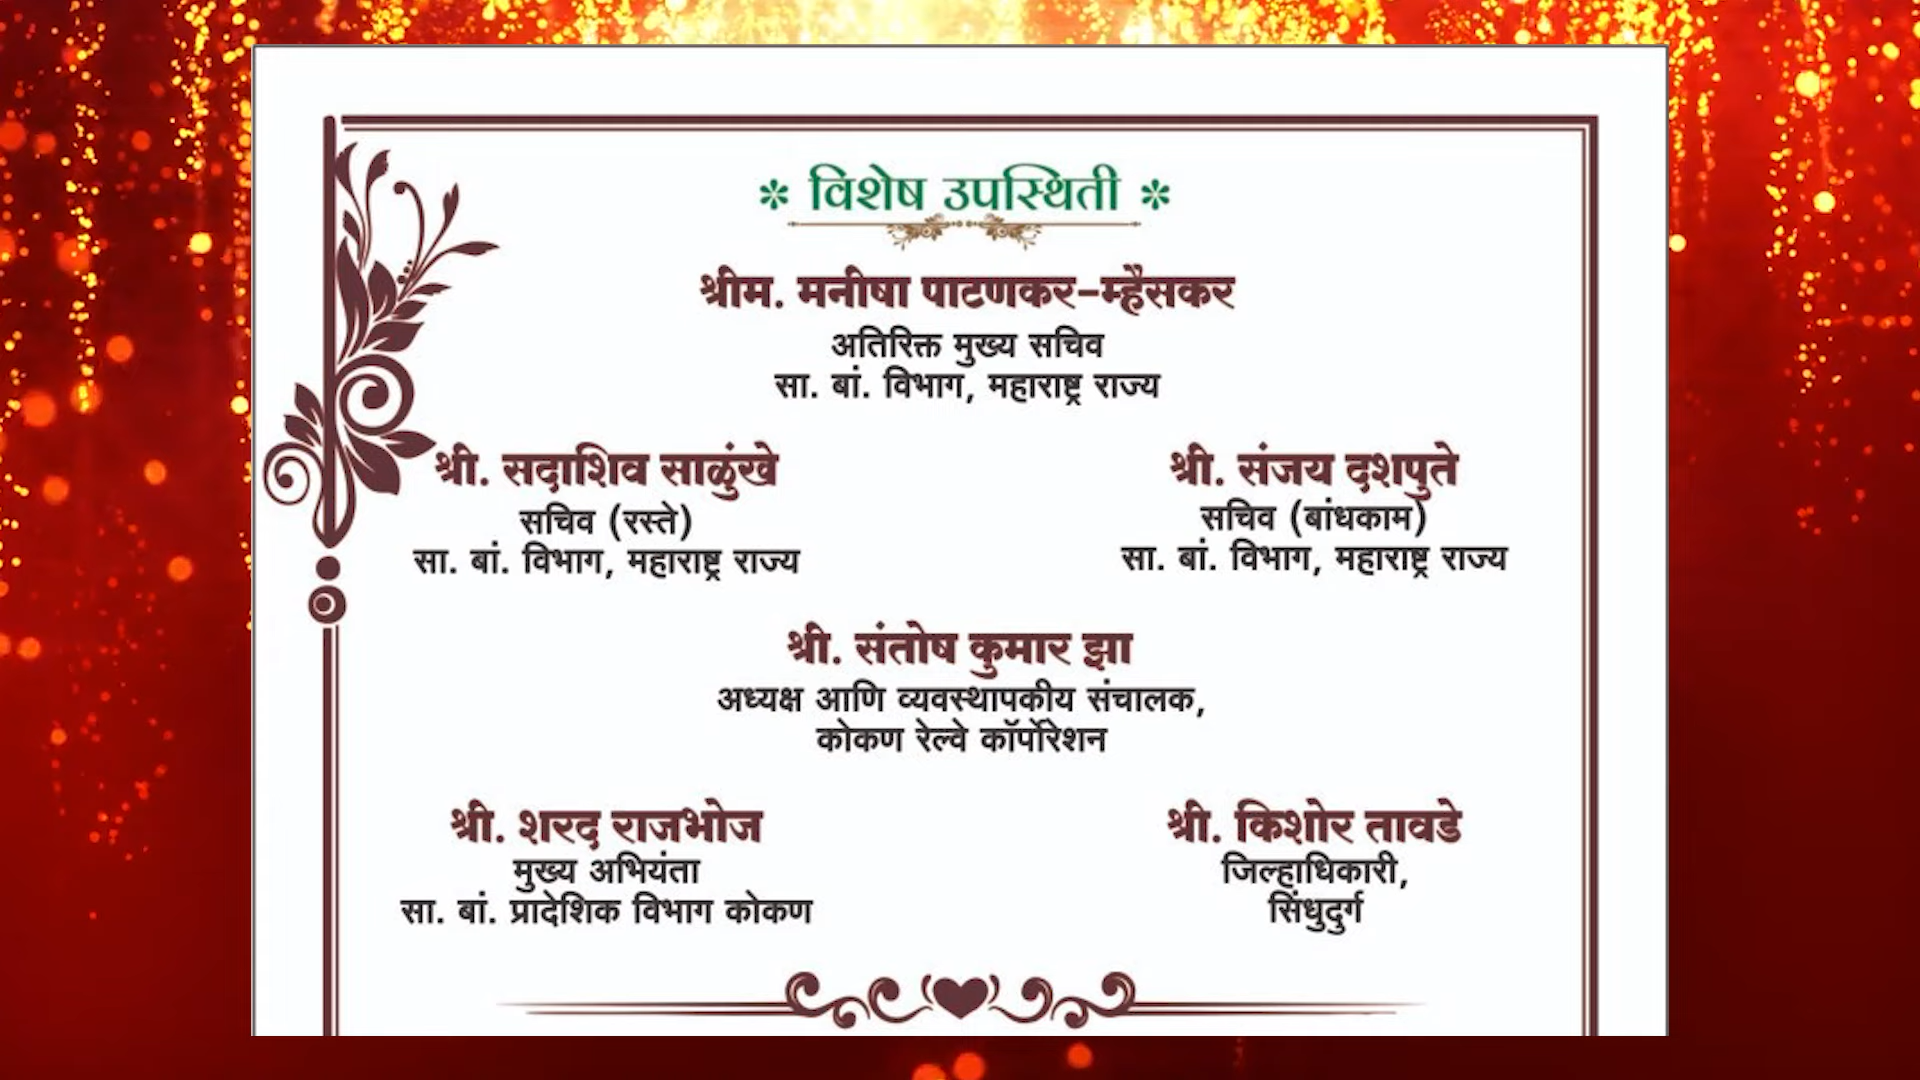 विशेष उपस्थिती
श्रीम. मनीषा पाटणकर-म्हैसकर
अतिरिक्त मुख्य सचिव
सा. बां. विभाग, महाराष्ट्र राज्य
श्री. सदाशिव साळुंखे
सचिव (रस्ते)
सा. बां. विभाग, महाराष्ट्र राज्य
श्री. संजय दशपुते
सचिव (बांधकाम)
सा. बां. विभाग, महाराष्ट्र राज्य
श्री. संतोष कुमार झा
अध्यक्ष आणि व्यवस्थापकीय संचालक,
कोकण रेल्वे कॉर्पोरेशन
श्री. शरद राजभोज
मुख्य अभियंता
सा. बां. प्रादेशिक विभाग कोकण
श्री. किशोर तावडे
जिल्हाधिकारी,
सिंधुदुर्ग